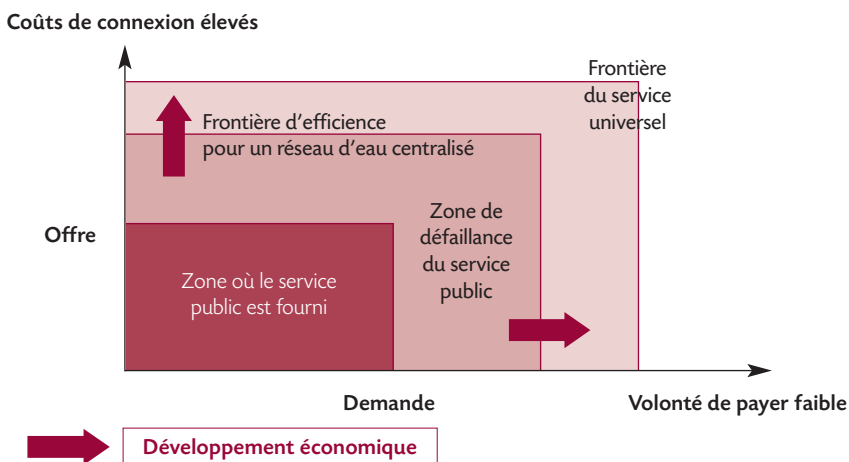 Coûts de connexion élevés
Frontière
du service
universel
Frontière d'efficience
pour un réseau d'eau centralisé
Offre
Zone de
défaillance
du service
public
Zone où le service
public est fourni
Demande
Volonté de payer faible
Développement économique